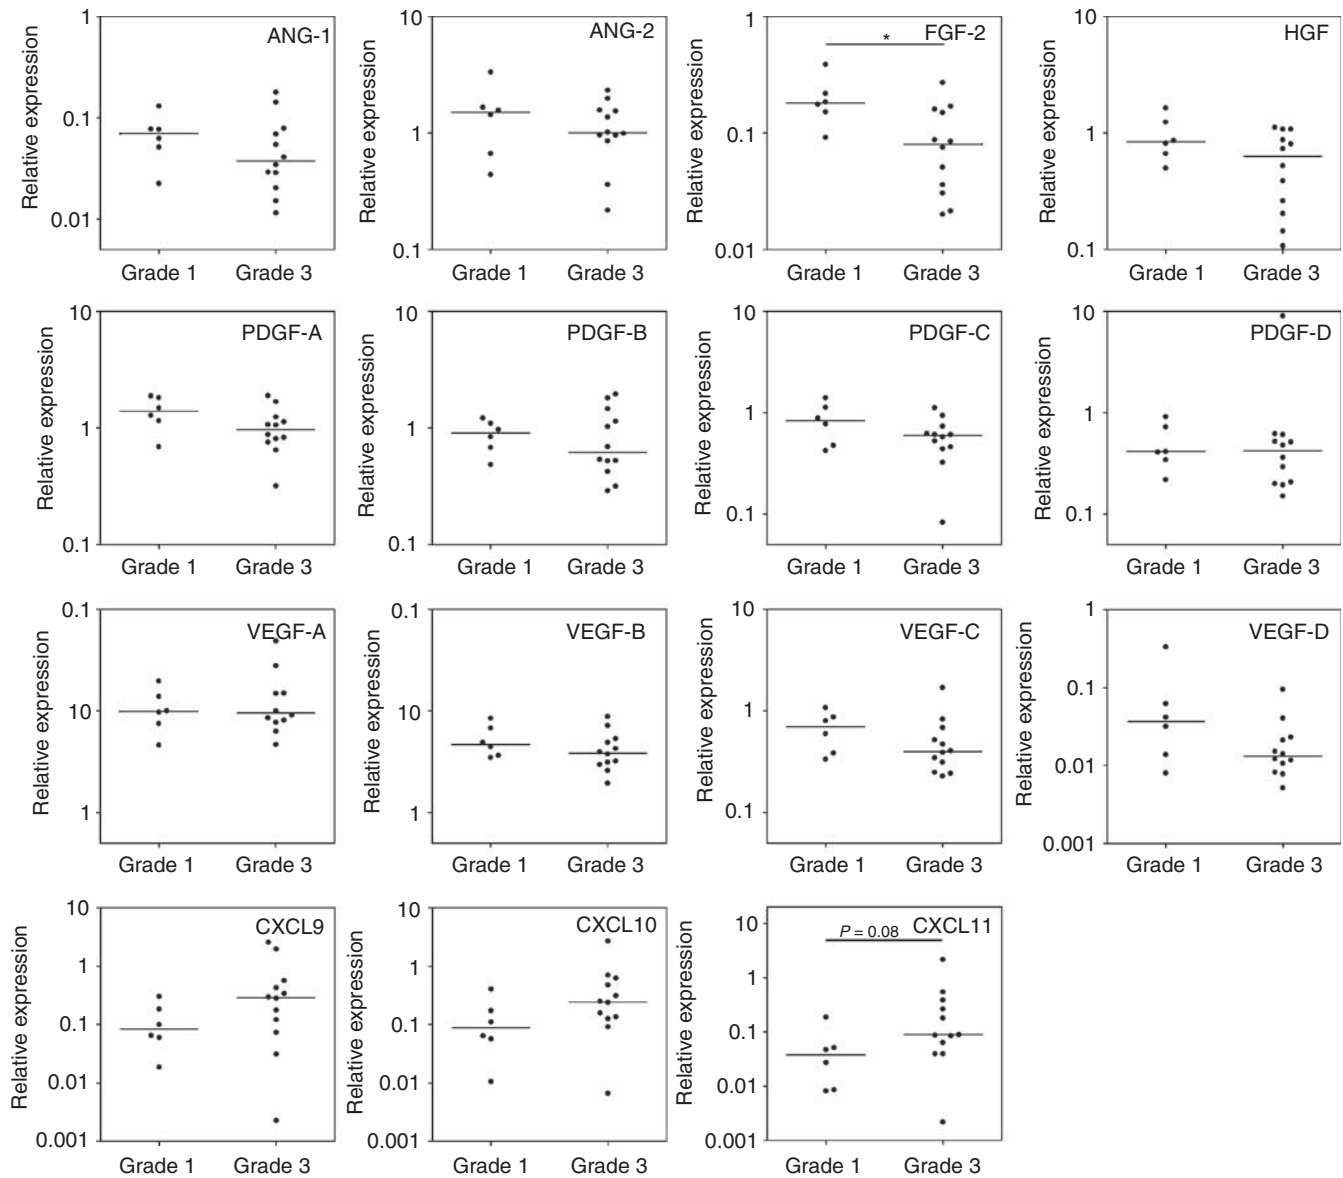 ANG-1
Relative expression
1
0.1
0.01
Grade 1 Grade 3
ANG-2
Relative expression
10
1
0.1
Grade 1 Grade 3
FGF-2
*
Relative expression
1
0.1
0.01
Grade 1 Grade 3
HGF
Relative expression
10
1
0.1
Grade 1 Grade 3
PDGF-A
Relative expression
10
1
0.1
Grade 1 Grade 3
PDGF-B
Relative expression
10
1
0.1
Grade 1 Grade 3
PDGF-C
Relative expression
10
1
0.1
Grade 1 Grade 3
PDGF-D
Relative expression
10
1
0.1
Grade 1 Grade 3
VEGF-A
Relative expression
0.1
10
1
Grade 1 Grade 3
VEGF-B
Relative expression
0.1
10
1
Grade 1 Grade 3
VEGF-C
Relative expression
10
1
0.1
Grade 1 Grade 3
VEGF-D
Relative expression
1
0.1
0.01
0.001
Grade 1 Grade 3
CXCL9
Relative expression
10
1
0.1
0.01
0.001
Grade 1 Grade 3
CXCL10
Relative expression
10
1
0.1
0.01
0.001
Grade 1 Grade 3
CXCL11
P = 0.08
Relative expression
10
1
0.1
0.01
0.001
Grade 1 Grade 3